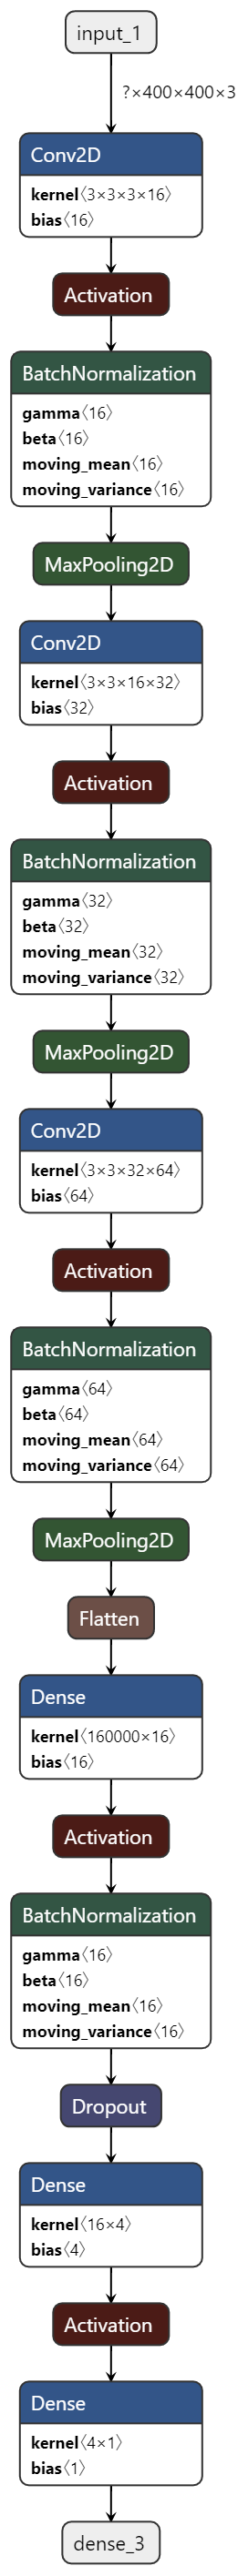 input_1
?×400×400×3
Conv2D
kernel⟨3×3×3×16⟩
bias⟨16⟩
Activation
BatchNormalization
gamma⟨16⟩
beta⟨16⟩
moving_mean⟨16⟩
moving_variance⟨16⟩
MaxPooling2D
Conv2D
kernel⟨3×3×16×32⟩
bias⟨32⟩
Activation
BatchNormalization
gamma⟨32⟩
beta⟨32⟩
moving_mean⟨32⟩
moving_variance⟨32⟩
MaxPooling2D
Conv2D
kernel⟨3×3×32×64⟩
bias⟨64⟩
Activation
BatchNormalization
gamma⟨64⟩
beta⟨64⟩
moving_mean⟨64⟩
moving_variance⟨64⟩
MaxPooling2D
Flatten
Dense
kernel⟨160000×16⟩
bias⟨16⟩
Activation
BatchNormalization
gamma⟨16⟩
beta⟨16⟩
moving_mean⟨16⟩
moving_variance⟨16⟩
Dropout
Dense
kernel⟨16×4⟩
bias⟨4⟩
Activation
Dense
kernel⟨4×1⟩
bias⟨1⟩
dense_3